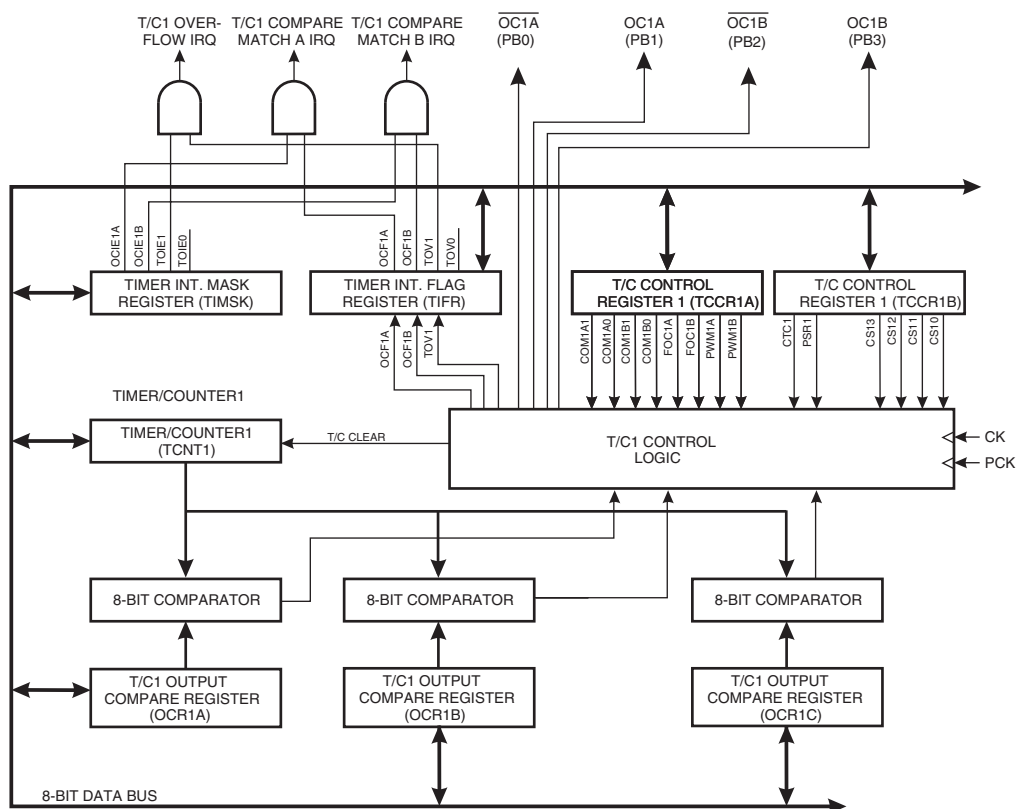 T/C1 OVER-
FLOW IRQ
T/C1 COMPARE
MATCH A IRQ
T/C1 COMPARE
MATCH B IRQ
OC1A
(PB0)
OC1A
(PB1)
OC1B
(PB2)
OC1B
(PB3)
OCIE1A
OCIE1B
TOIE1
TOIE0
OCF1A
OCF1B
TOV1
TOV0
TIMER INT. MASK
REGISTER (TIMSK)
TIMER INT. FLAG
REGISTER (TIFR)
T/C CONTROL
REGISTER 1 (TCCR1A)
T/C CONTROL
REGISTER 1 (TCCR1B)
OCF1A
OCF1B
TOV1
COM1A1
COM1A0
COM1B1
COM1B0
FOC1A
FOC1B
PWM1A
PWM1B
CTC1
PSR1
CS13
CS12
CS11
CS10
TIMER/COUNTER1
TIMER/COUNTER1
(TCNT1)
T/C CLEAR
T/C1 CONTROL
LOGIC
CK
PCK
8-BIT COMPARATOR
8-BIT COMPARATOR
8-BIT COMPARATOR
T/C1 OUTPUT
COMPARE REGISTER
(OCR1A)
T/C1 OUTPUT
COMPARE REGISTER
(OCR1B)
T/C1 OUTPUT
COMPARE REGISTER
(OCR1C)
8-BIT DATA BUS